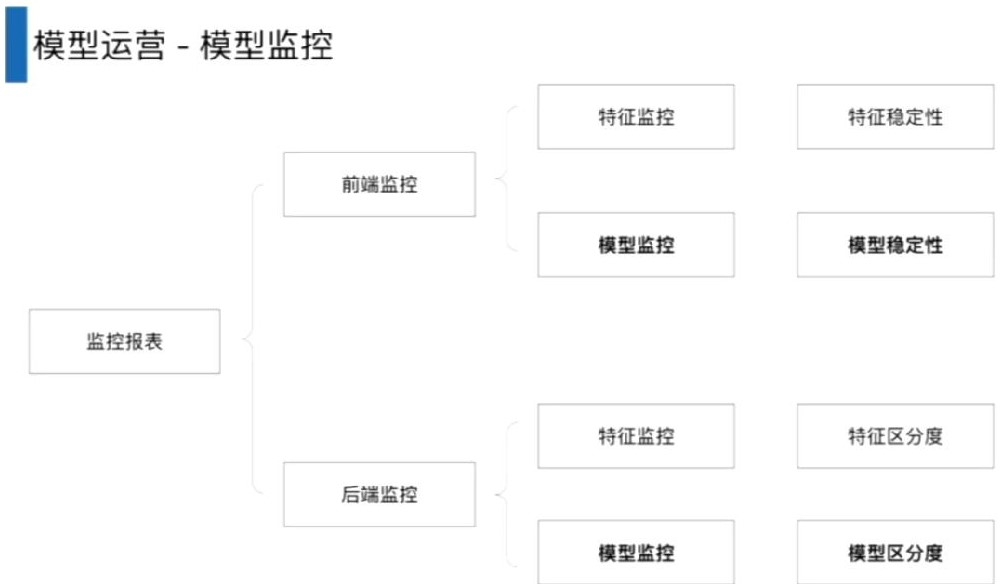 模型运营 - 模型监控
特征监控
特征稳定性
前端监控
模型监控
模型稳定性
监控报表
特征监控
特征区分度
后端监控
模型监控
模型区分度